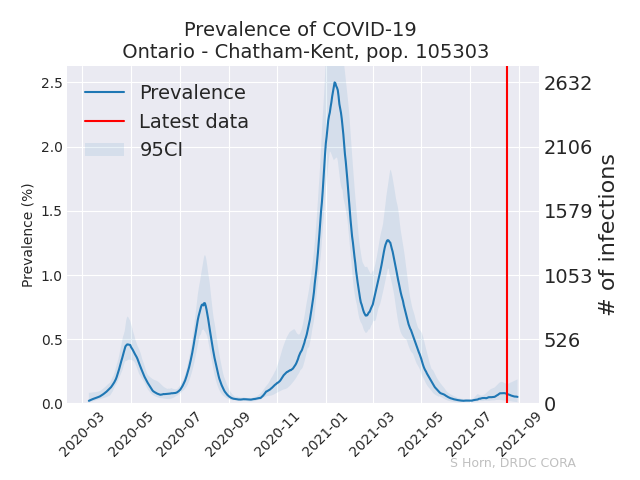 Prevalence of COVID-19
Ontario - Chatham-Kent, pop. 105303
Prevalence
Latest data
95CI
Prevalence (%)
2.5
2.0
1.5
1.0
0.5
0.0
2632
2106
1579
1053
526
0
# of infections
2020-03
2020-05
2020-07
2020-09
2020-11
2021-01
2021-03
2021-05
2021-07
2021-09
S Horn, DRDC CORA